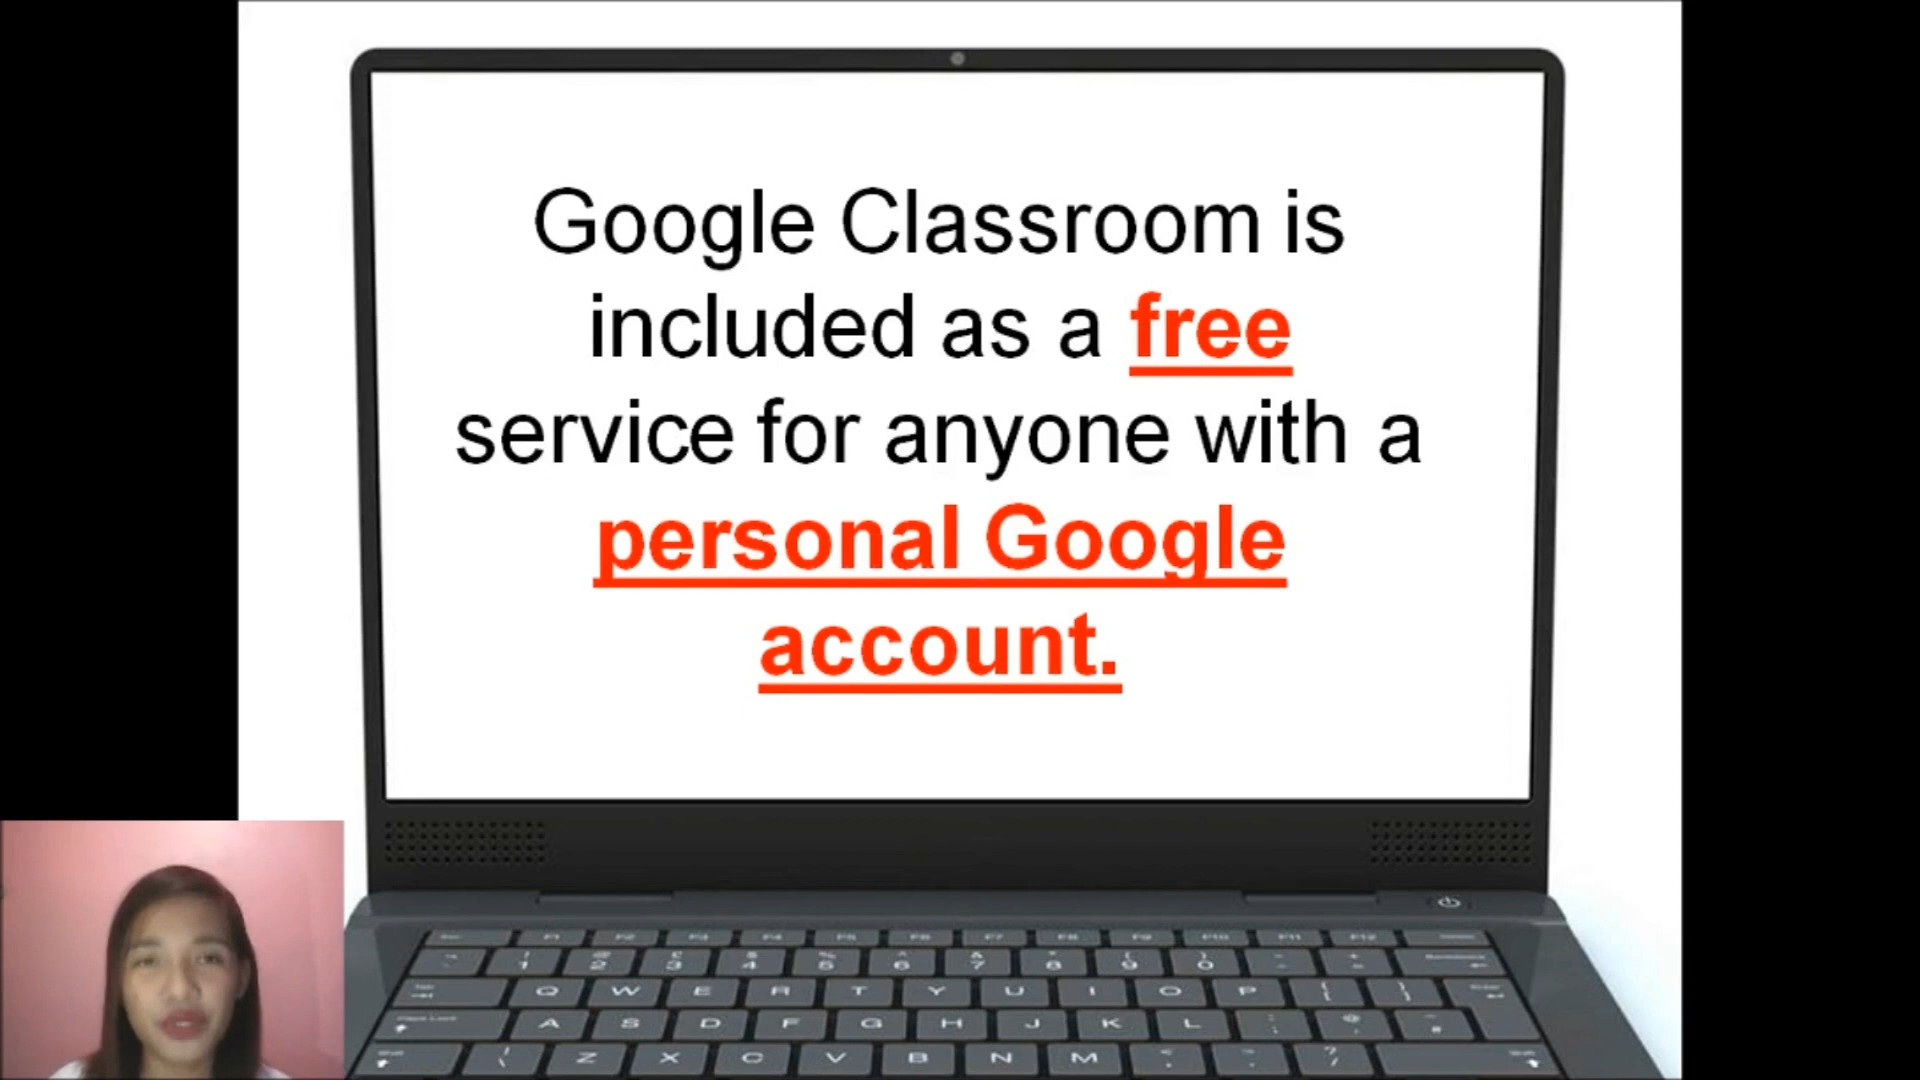 Google Classroom is
included as a free
service for anyone with a
personal Google
account.
Q W E R T Y U I O P
A S D F G H J K L
Z X C V B N M